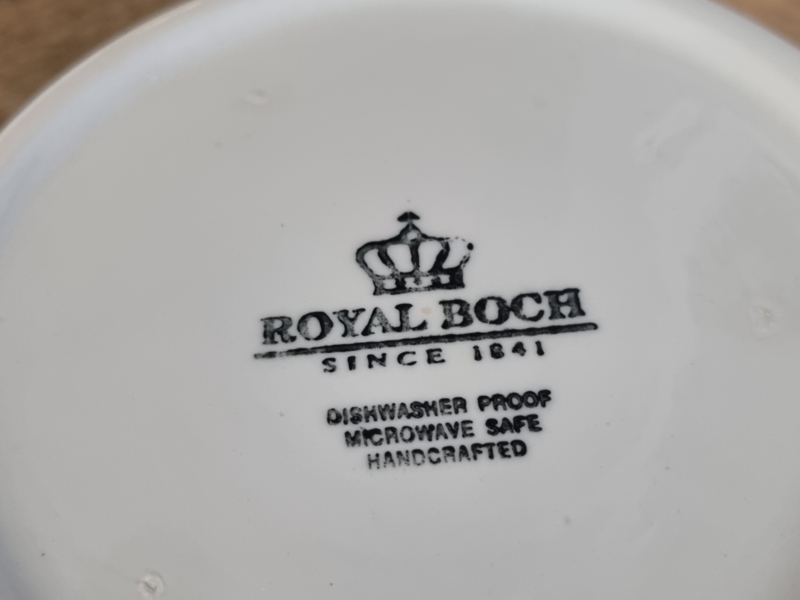 ROYAL BOCH
SINCE 1841
DISHWASHER PROOF
MICROWAVE SAFE
HANDCRAFTED